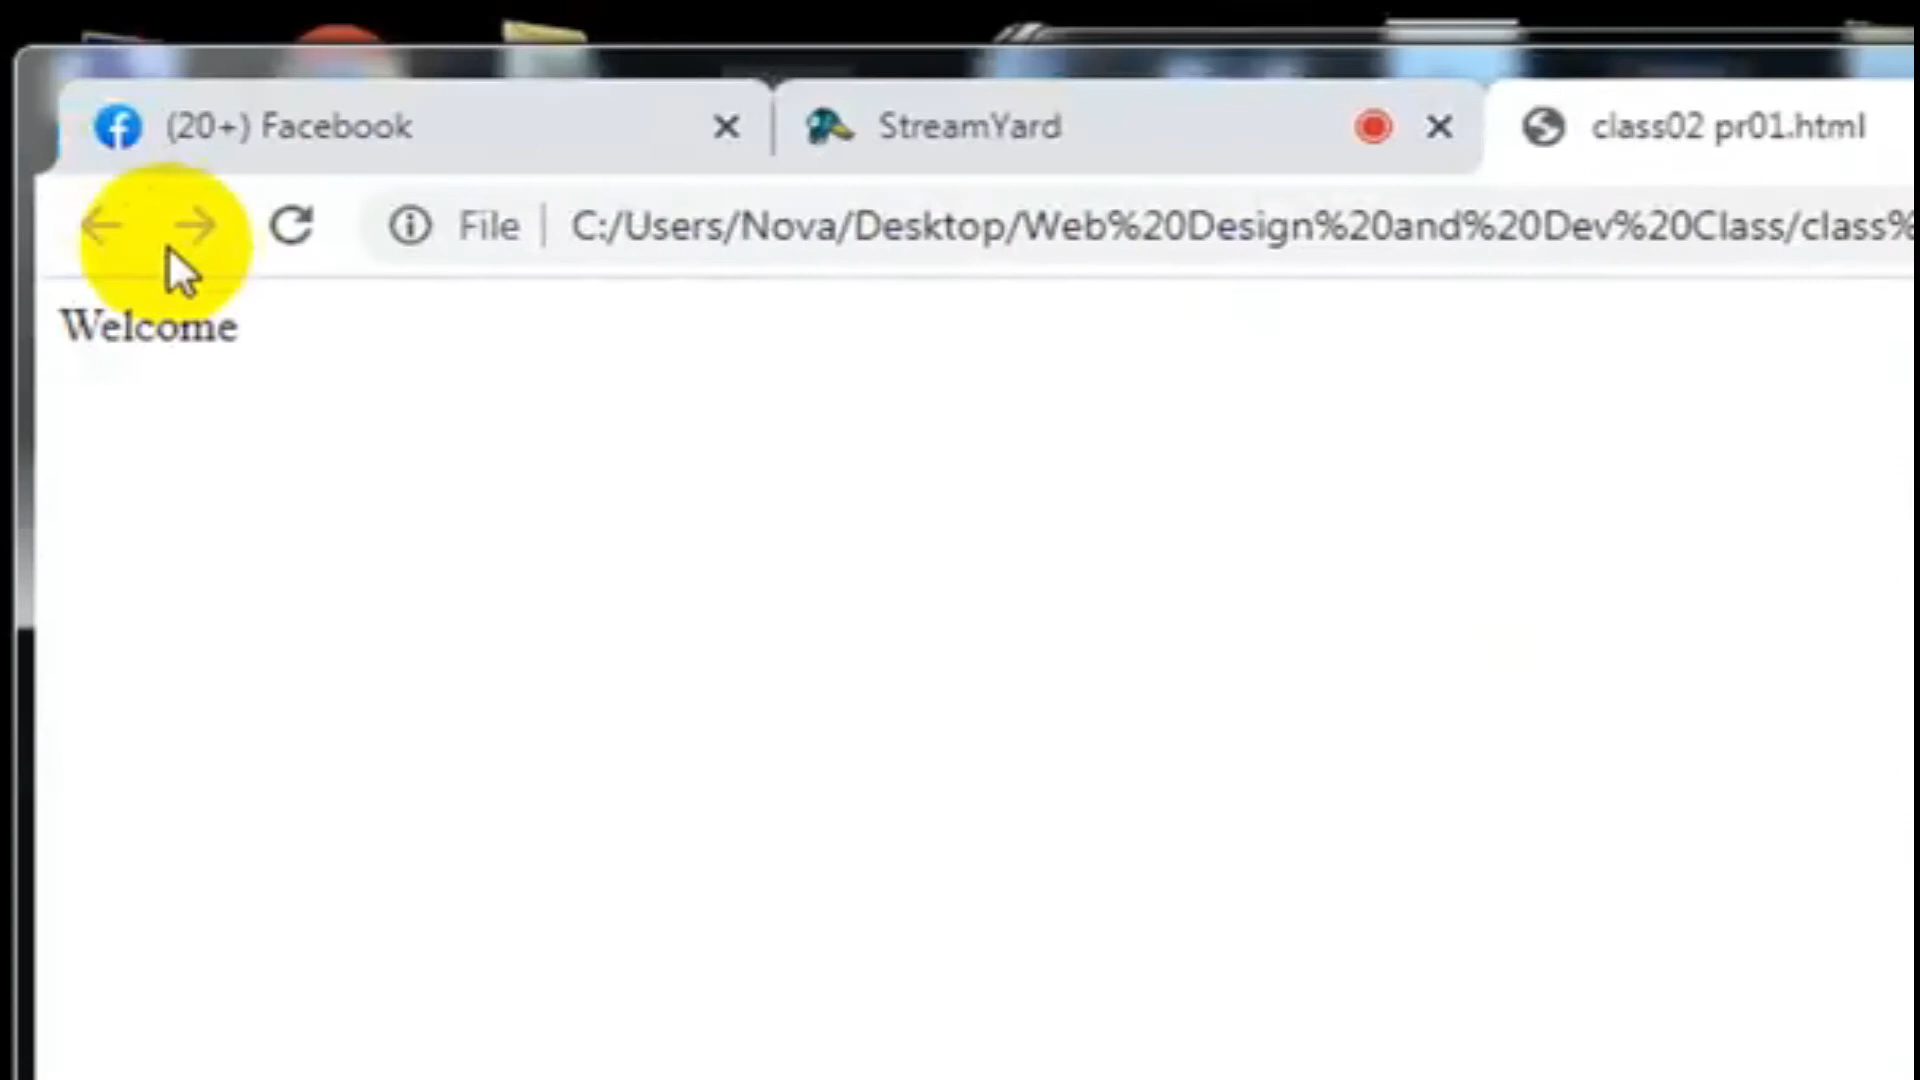 (20+) Facebook
StreamYard
class02 pr01.html
File
C:/Users/Nova/Desktop/Web%20Design%20and%20Dev%20Class/class%
Welcome